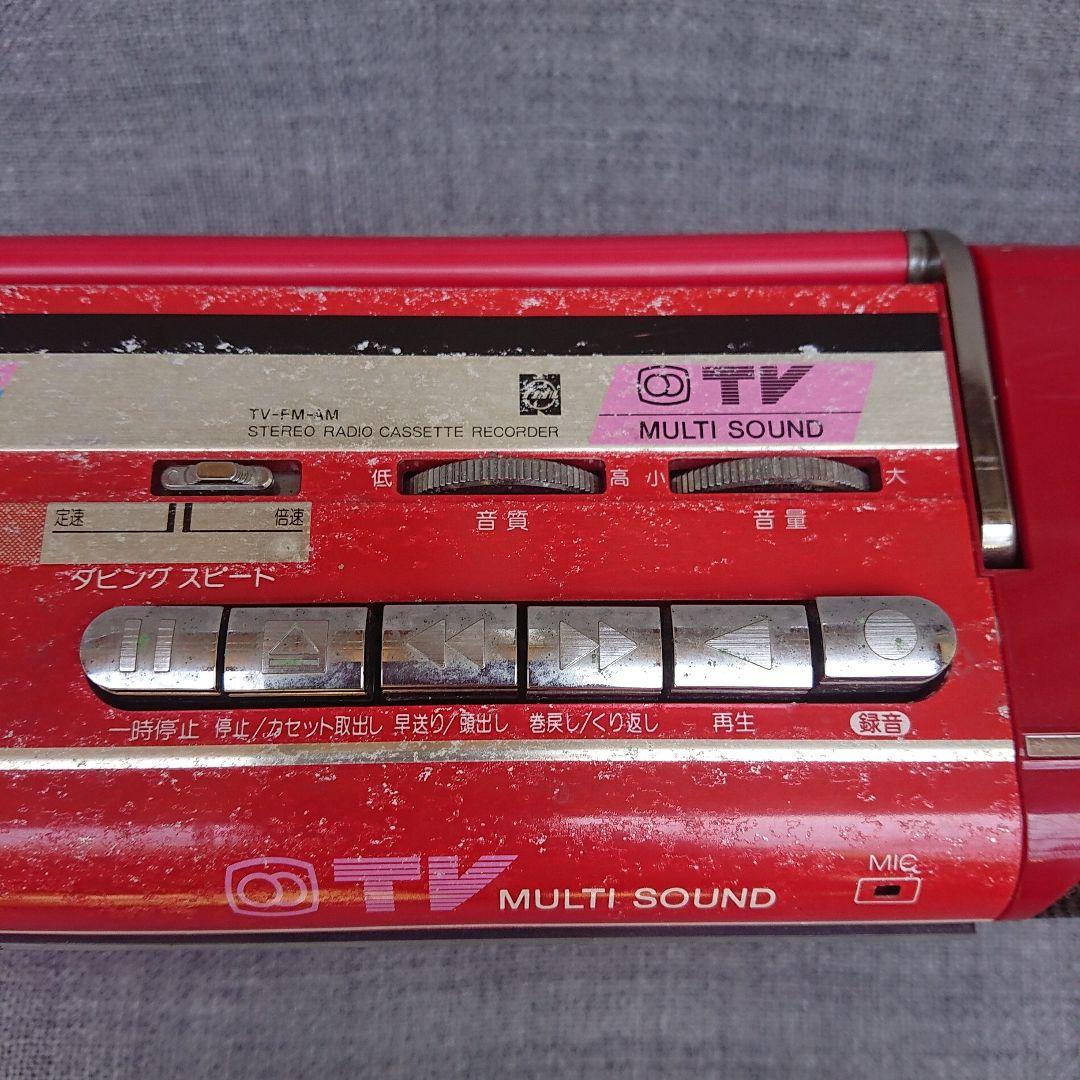 TV
TV-FM-AM
STEREO RADIO CASSETTE RECORDER
MULTI SOUND
低 高 小 大
定速 倍速
音質 音量
ダビング スピード
一時停止 停止/カセット取出し 早送り/頭出し 巻戻し/くり返し 再生 録音
MIC
TV MULTI SOUND